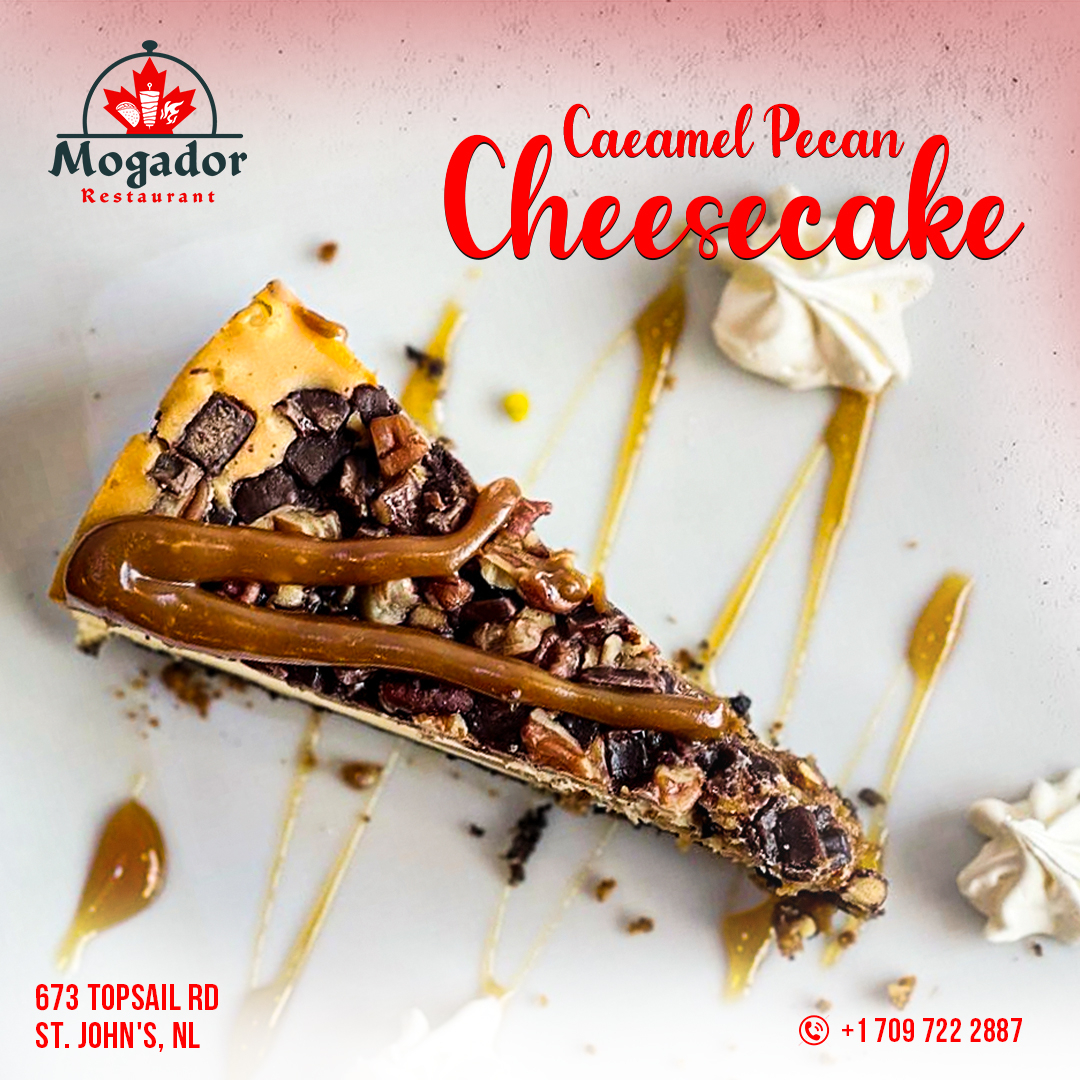 Mogador
Restaurant
Caeamel Pecan
Cheesecake
673 TOPSAIL RD
ST. JOHN'S, NL
+1 709 722 2887